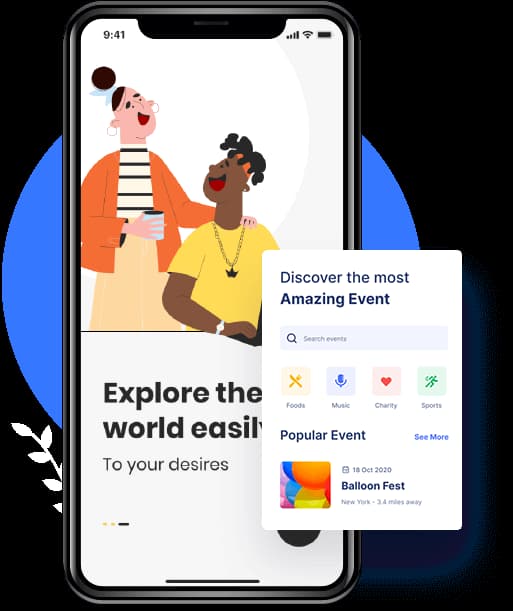 9:41
Discover the most
Amazing Event
Search events
Foods
Music
Charity
Sports
Popular Event
See More
18 Oct 2020
Balloon Fest
New York - 3.4 miles away
Explore the
world easily
To your desires